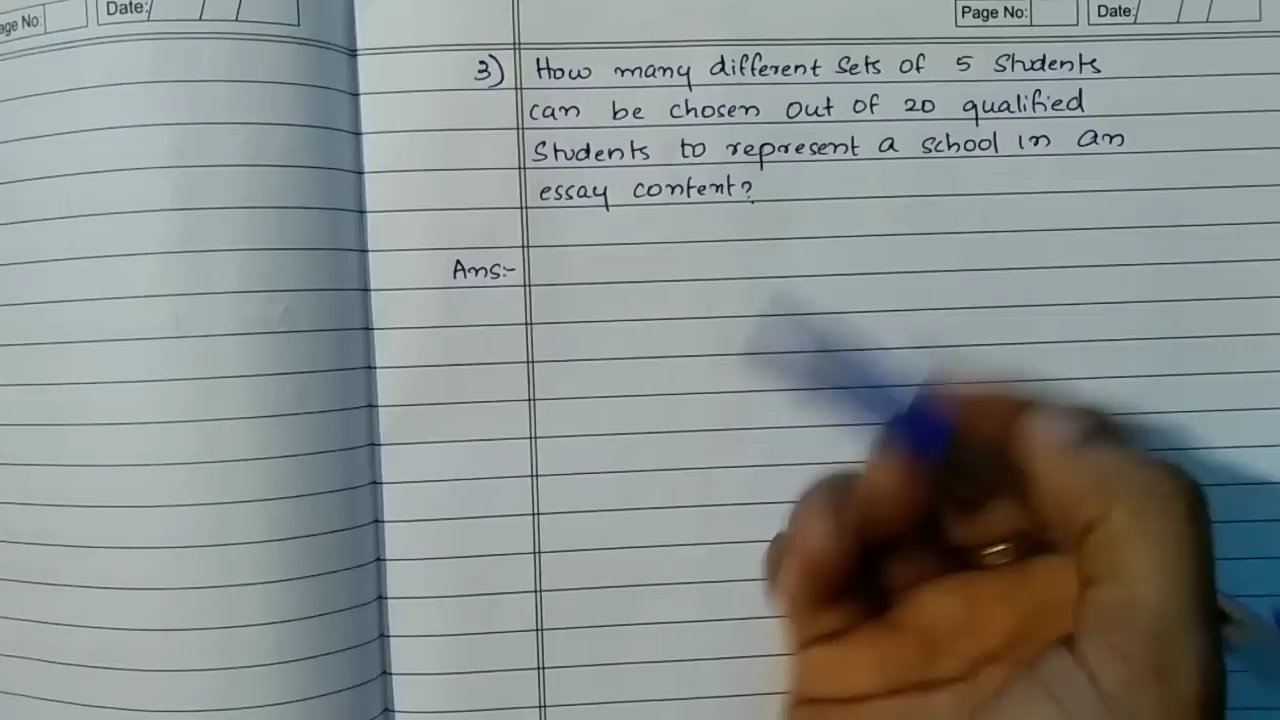 age No:
Date:
Page No:
Date:
3) How many different sets of 5 Students
can be chosen out of 20 qualified
Students to represent a school in an
essay content?
Ans:-